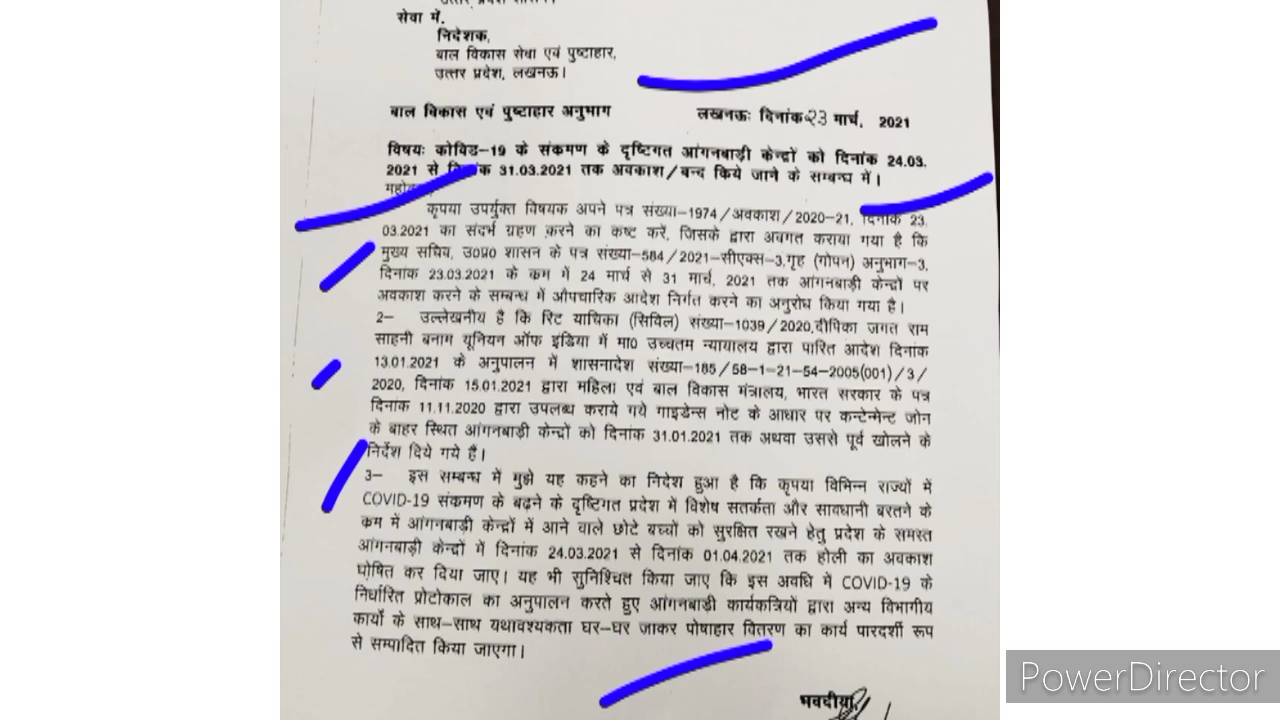 सेवा में,
निदेशक,
बाल विकास सेवा एवं पुष्टाहार,
उत्तर प्रदेश, लखनऊ।
बाल विकास एवं पुष्टाहार अनुभाग लखनऊः दिनांक 23 मार्च, 2021
विषयः कोविड-19 के संकमण के दृष्टिगत आंगनबाड़ी केन्द्रों को दिनांक 24.03.
2021 से दिनांक 31.03.2021 तक अवकाश/बन्द किये जाने के सम्बन्ध में।
कृपया उपर्युक्त विषयक अपने पत्र संख्या-1974/अवकाश/2020-21, दिनांक 23.
03.2021 का संदर्भ ग्रहण करने का कष्ट करें, जिसके द्वारा अवगत कराया गया है कि
मुख्य सचिव, उ०प्र० शासन के पत्र संख्या-584/2021-सीएक्स-3,गृह (गोपन) अनुभाग-3,
दिनांक 23.03.2021 के कम में 24 मार्च से 31 मार्च, 2021 तक आंगनबाड़ी केन्द्रों पर
अवकाश करने के सम्बन्ध में औपचारिक आदेश निर्गत करने का अनुरोध किया गया है।
2- उल्लेखनीय है कि रिट याचिका (सिविल) संख्या-1039/2020,दीपिका जगत राम
साहनी बनाम यूनियन ऑफ इंडिया में मा० उच्चतम न्यायालय द्वारा पारित आदेश दिनांक
13.01.2021 के अनुपालन में शासनादेश संख्या-185/58-1-21-54-2005(001)/3/
2020, दिनांक 15.01.2021 द्वारा महिला एवं बाल विकास मंत्रालय, भारत सरकार के पत्र
दिनांक 11.11.2020 द्वारा उपलब्ध कराये गये गाइडेन्स नोट के आधार पर कन्टेन्मेन्ट जोन
के बाहर स्थित आंगनबाड़ी केन्द्रों को दिनांक 31.01.2021 तक अथवा उससे पूर्व खोलने के
निर्देश दिये गये हैं।
3- इस सम्बन्ध में मुझे यह कहने का निदेश हुआ है कि कृपया विभिन्न राज्यों में
COVID-19 संकमण के बढ़ने के दृष्टिगत प्रदेश में विशेष सतर्कता और सावधानी बरतने के
कम में आंगनबाड़ी केन्द्रों में आने वाले छोटे बच्चों को सुरक्षित रखने हेतु प्रदेश के समस्त
आंगनबाड़ी केन्द्रों में दिनांक 24.03.2021 से दिनांक 01.04.2021 तक होली का अवकाश
घोषित कर दिया जाए। यह भी सुनिश्चित किया जाए कि इस अवधि में COVID-19 के
निर्धारित प्रोटोकाल का अनुपालन करते हुए आंगनबाड़ी कार्यकत्रियों द्वारा अन्य विभागीय
कार्यों के साथ-साथ यथावश्यकता घर-घर जाकर पोषाहार वितरण का कार्य पारदर्शी रूप
से सम्पादित किया जाएगा।
भवदीया,
PowerDirector